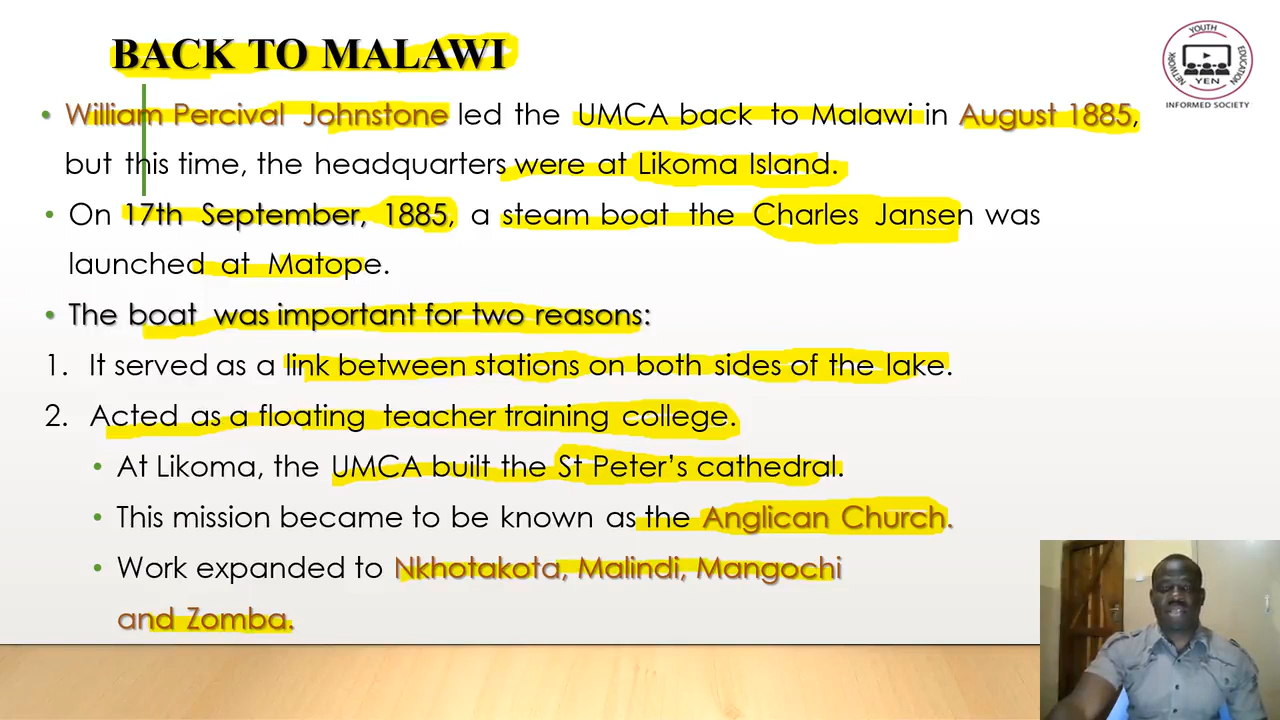 BACK TO MALAWI
YOUTH
EDUCATION
NETWORK
YEN
INFORMED SOCIETY
• William Percival Johnstone led the UMCA back to Malawi in August 1885,
but this time, the headquarters were at Likoma Island.
• On 17th September, 1885, a steam boat the Charles Jansen was
launched at Matope.
• The boat was important for two reasons:
1. It served as a link between stations on both sides of the lake.
2. Acted as a floating teacher training college.
• At Likoma, the UMCA built the St Peter's cathedral.
• This mission became to be known as the Anglican Church.
• Work expanded to Nkhotakota, Malindi, Mangochi
and Zomba.